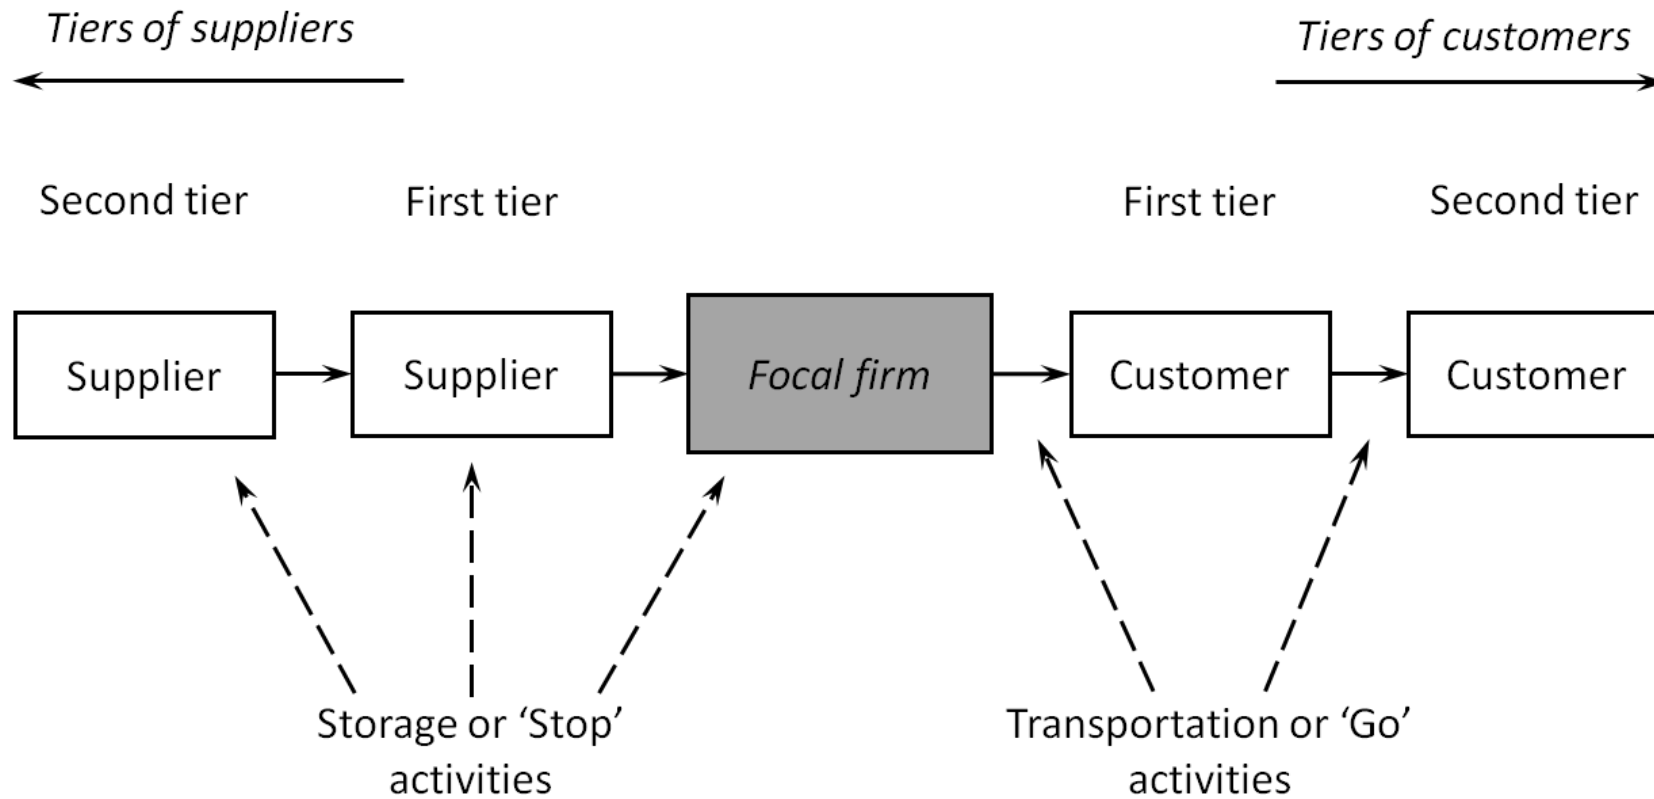 Tiers of suppliers
Tiers of customers
Second tier
First tier
First tier
Second tier
Supplier
Supplier
Focal firm
Customer
Customer
Storage or ‘Stop’
activities
Transportation or ‘Go’
activities